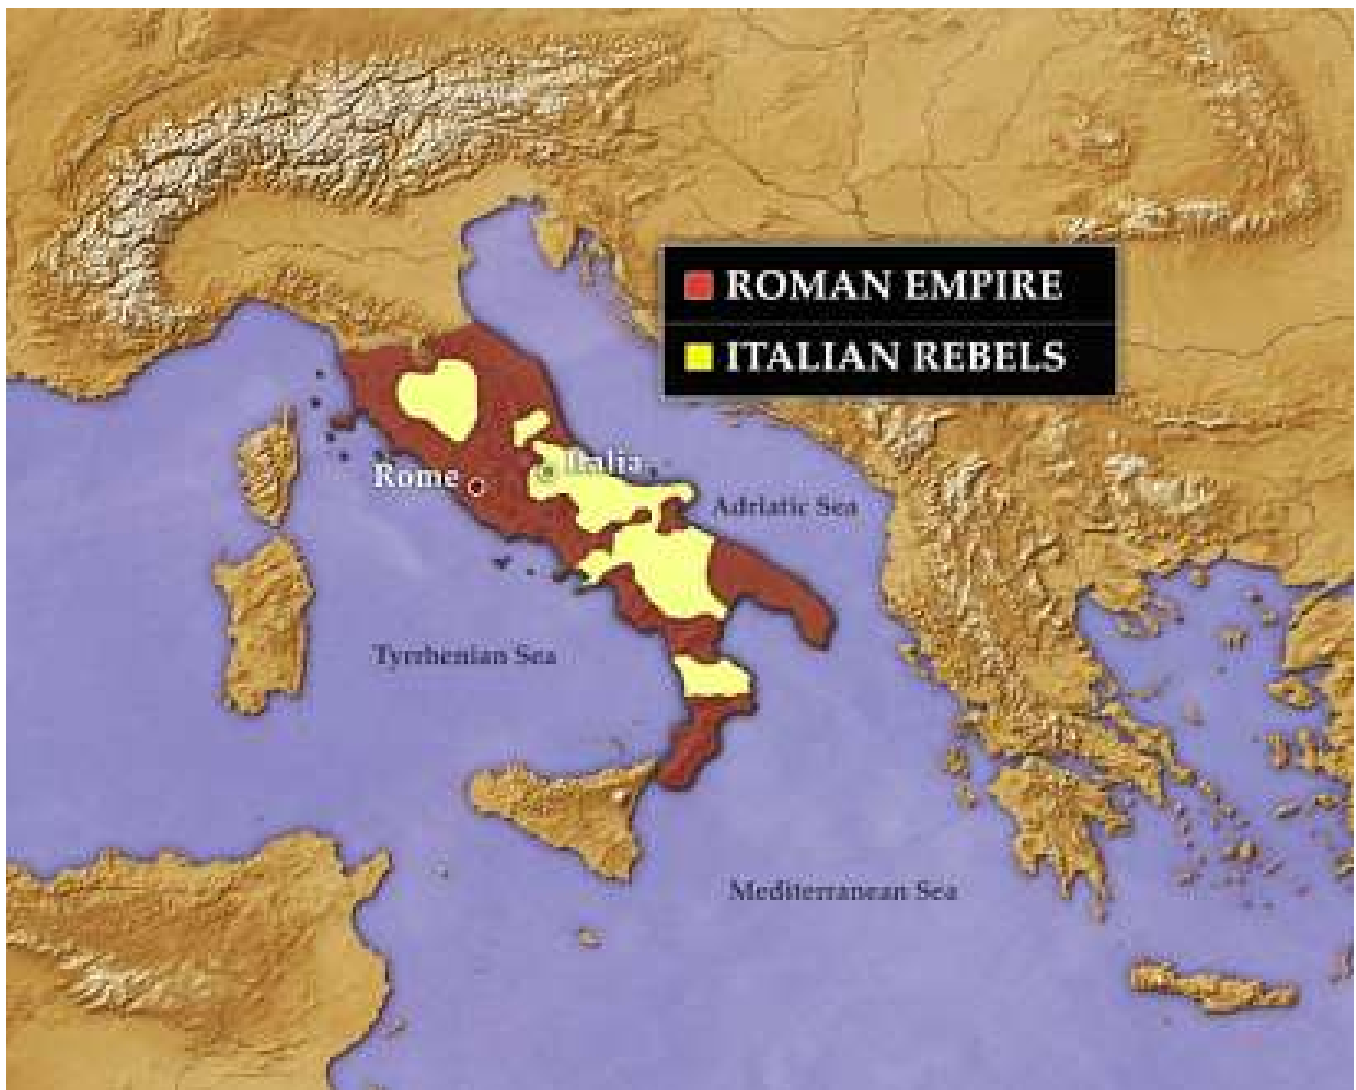 ROMAN EMPIRE
ITALIAN REBELS
Italia
Rome
Adriatic Sea
Tyrrhenian Sea
Mediterranean Sea